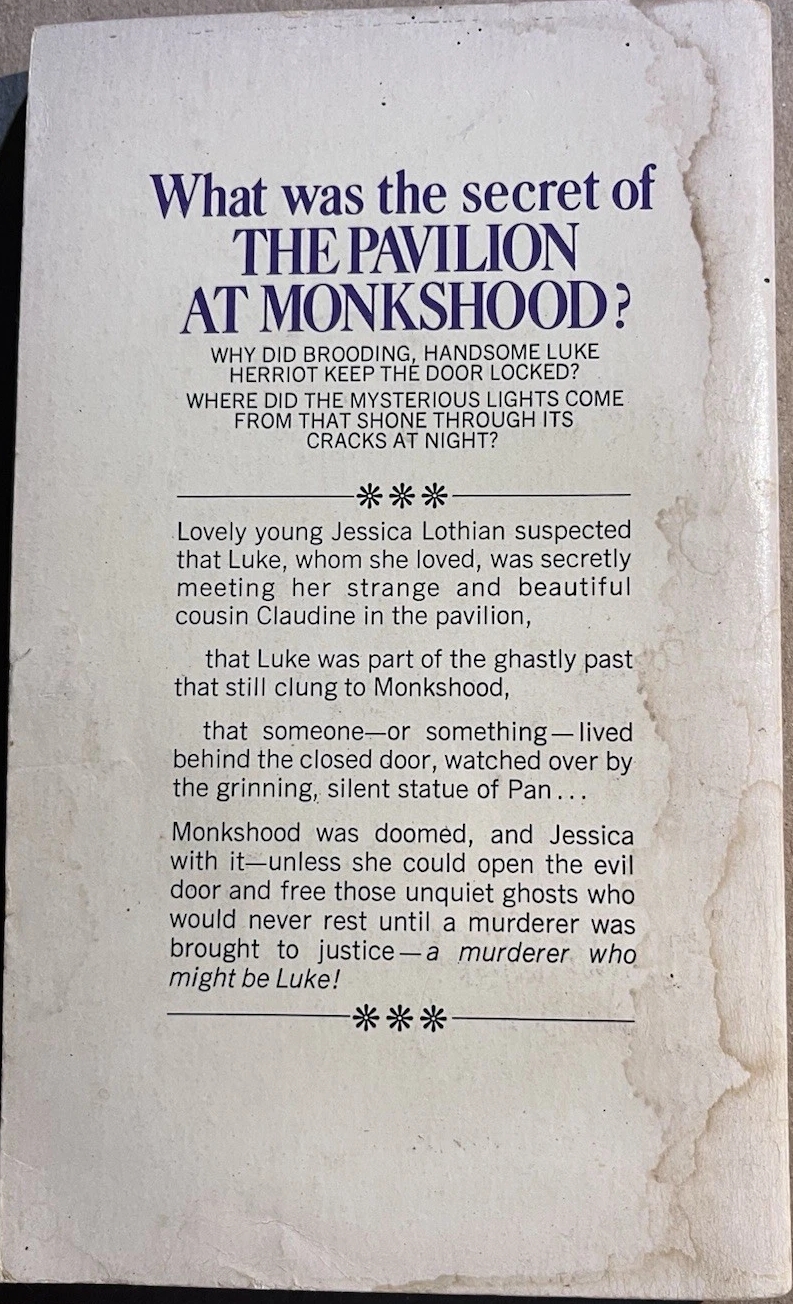 What was the secret of
THE PAVILION
AT MONKSHOOD?
WHY DID BROODING, HANDSOME LUKE
HERRIOT KEEP THE DOOR LOCKED?
WHERE DID THE MYSTERIOUS LIGHTS COME
FROM THAT SHONE THROUGH ITS
CRACKS AT NIGHT?
Lovely young Jessica Lothian suspected
that Luke, whom she loved, was secretly
meeting her strange and beautiful
cousin Claudine in the pavilion,
that Luke was part of the ghastly past
that still clung to Monkshood,
that someone—or something—lived
behind the closed door, watched over by
the grinning, silent statue of Pan...
Monkshood was doomed, and Jessica
with it—unless she could open the evil
door and free those unquiet ghosts who
would never rest until a murderer was
brought to justice—a murderer who
might be Luke!